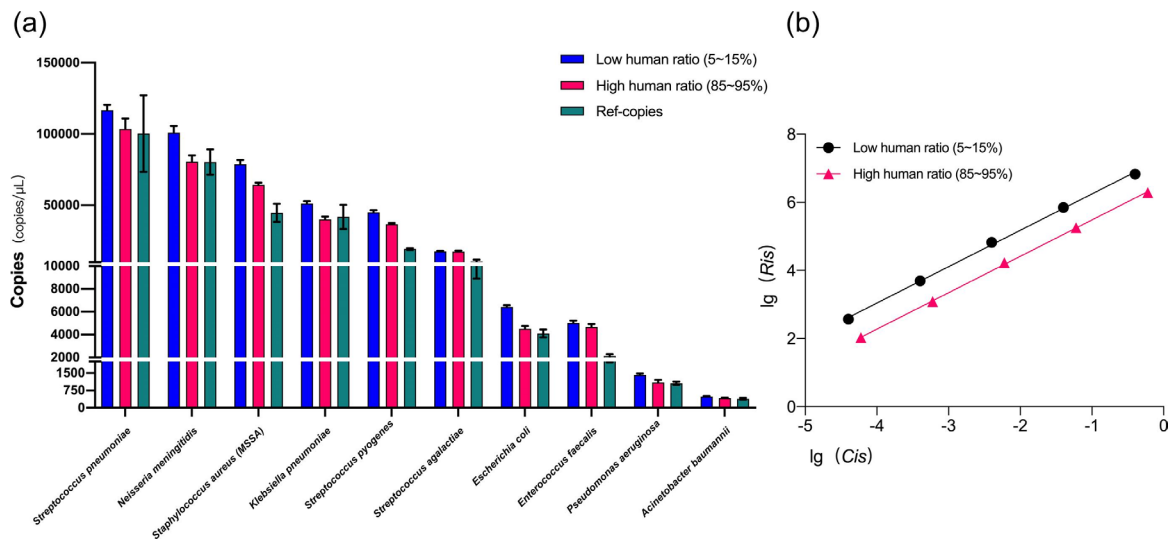 (a)
(b)
Low human ratio (5~15%)
High human ratio (85~95%)
Ref-copies
Copies (copies/µL)
150000
100000
50000
10000
8000
6000
4000
2000
1500
750
0
Streptococcus pneumoniae
Neisseria meningitidis
Staphylococcus aureus (MSSA)
Klebsiella pneumoniae
Streptococcus pyogenes
Streptococcus agalactiae
Escherichia coli
Enterococcus faecalis
Pseudomonas aeruginosa
Acinetobacter baumannii
Low human ratio (5~15%)
High human ratio (85~95%)
lg (Ris)
8
6
4
2
0
-5 -4 -3 -2 -1 0
lg (Cis)